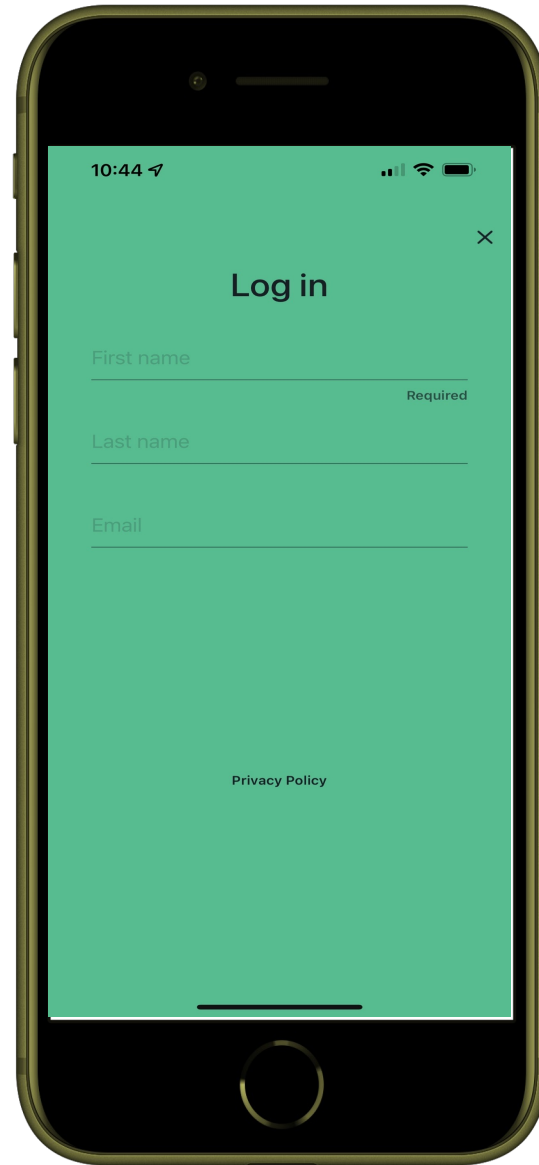 10:44
Log in
First name
Required
Last name
Email
Privacy Policy